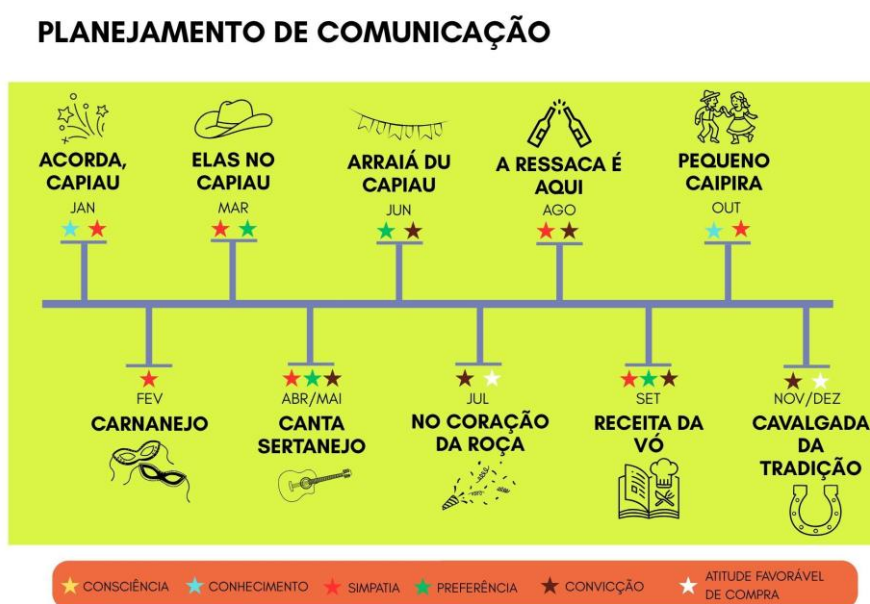 PLANEJAMENTO DE COMUNICAÇÃO
ACORDA,
CAPIAU
JAN
ELAS NO
CAPIAU
MAR
ARRAIÁ DU
CAPIAU
JUN
A RESSACA É
AQUI
AGO
PEQUENO
CAIPIRA
OUT
FEV
CARNANEJO
ABR/MAI
CANTA
SERTANEJO
JUL
NO CORAÇÃO
DA ROÇA
SET
RECEITA DA
VÓ
NOV/DEZ
CAVALGADA
DA
TRADIÇÃO
CONSCIÊNCIA
CONHECIMENTO
SIMPATIA
PREFERÊNCIA
CONVICÇÃO
ATITUDE FAVORÁVEL
DE COMPRA